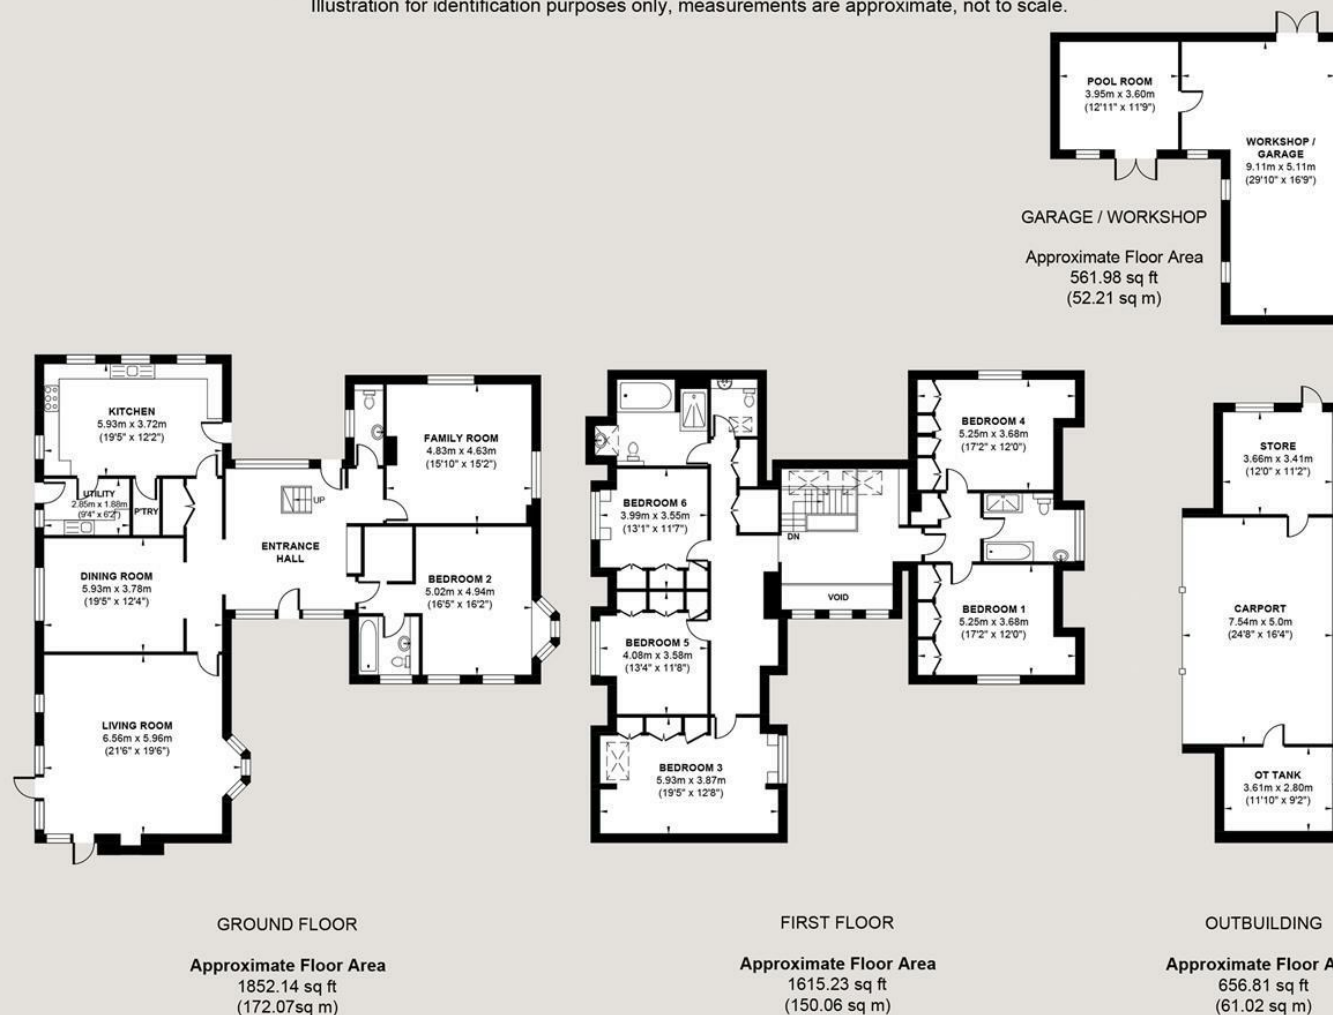 Illustration for identification purposes only, measurements are approximate, not to scale.
POOL ROOM
3.95m x 3.60m
(12'11" x 11'9")
WORKSHOP /
GARAGE
9.11m x 5.11m
(29'10" x 16'9")
GARAGE / WORKSHOP
Approximate Floor Area
561.98 sq ft
(52.21 sq m)
KITCHEN
5.93m x 3.72m
(19'5" x 12'2")
UTILITY
2.85m x 1.88m
(9'4" x 6'2")
P'TRY
UP
ENTRANCE
HALL
FAMILY ROOM
4.83m x 4.63m
(15'10" x 15'2")
DINING ROOM
5.93m x 3.78m
(19'5" x 12'4")
BEDROOM 2
5.02m x 4.94m
(16'5" x 16'2")
LIVING ROOM
6.56m x 5.96m
(21'6" x 19'6")
GROUND FLOOR
Approximate Floor Area
1852.14 sq ft
(172.07sq m)
BEDROOM 4
5.25m x 3.68m
(17'2" x 12'0")
BEDROOM 6
3.99m x 3.55m
(13'1" x 11'7")
DN
VOID
BEDROOM 1
5.25m x 3.68m
(17'2" x 12'0")
BEDROOM 5
4.08m x 3.58m
(13'4" x 11'8")
BEDROOM 3
5.93m x 3.87m
(19'5" x 12'8")
FIRST FLOOR
Approximate Floor Area
1615.23 sq ft
(150.06 sq m)
STORE
3.66m x 3.41m
(12'0" x 11'2")
CARPORT
7.54m x 5.0m
(24'8" x 16'4")
OT TANK
3.61m x 2.80m
(11'10" x 9'2")
OUTBUILDING
Approximate Floor A
656.81 sq ft
(61.02 sq m)